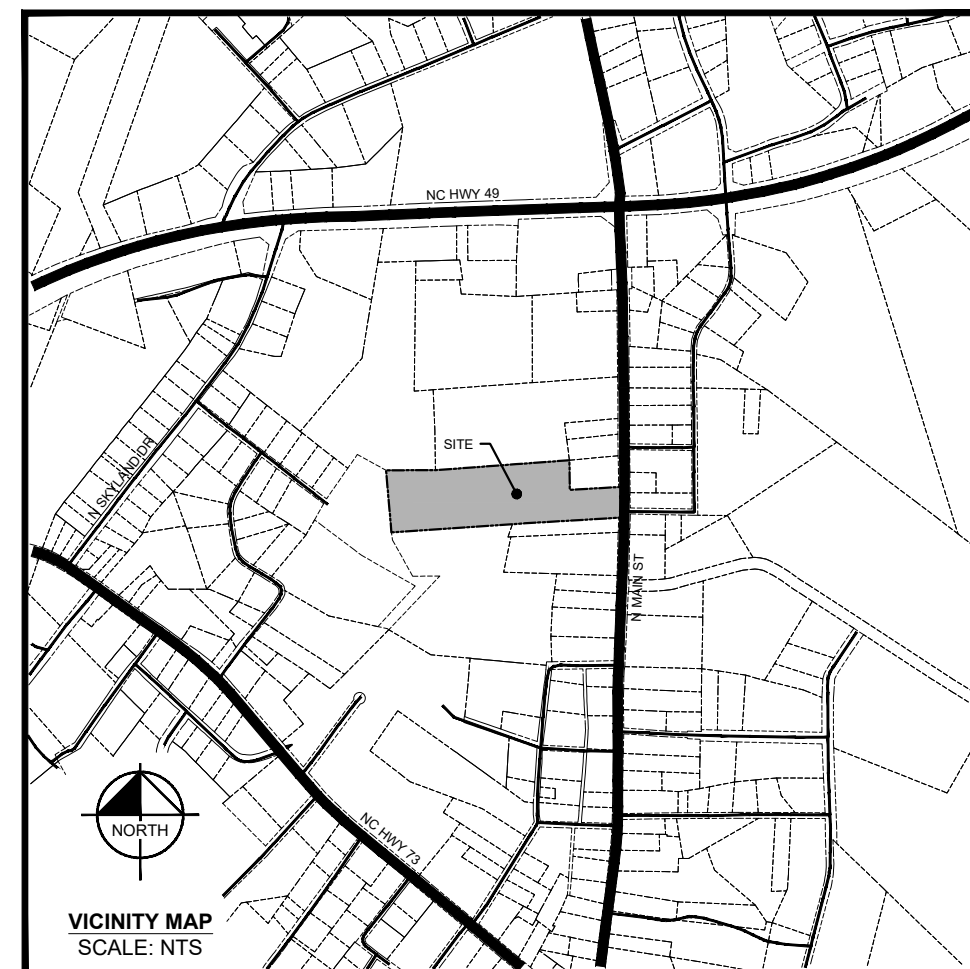 NC HWY 49
SITE
N SKYLAND DR
N MAIN ST
NORTH
NC HWY 73
VICINITY MAP
SCALE: NTS